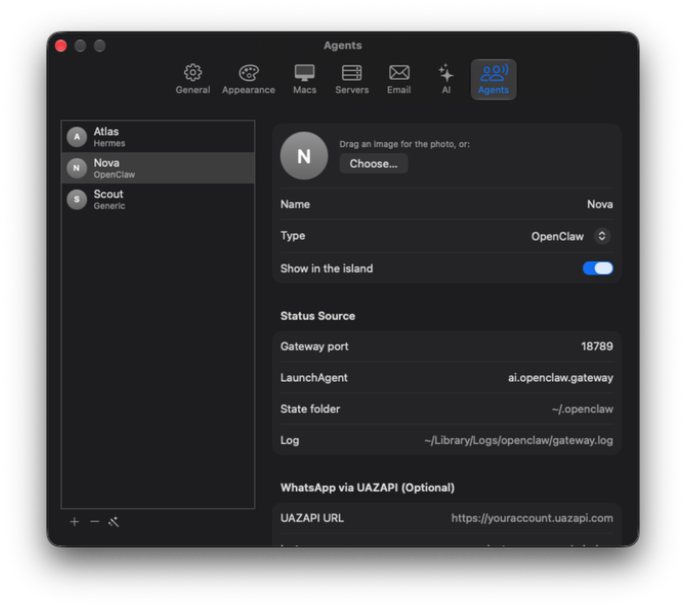 Agents
General
Appearance
Macs
Servers
Email
AI
Agents
A
Atlas
Hermes
N
Nova
OpenClaw
S
Scout
Generic
N
Drag an image for the photo, or:
Choose...
Name
Nova
Type
OpenClaw
Show in the island
Status Source
Gateway port
18789
LaunchAgent
ai.openclaw.gateway
State folder
~/.openclaw
Log
~/Library/Logs/openclaw/gateway.log
WhatsApp via UAZAPI (Optional)
UAZAPI URL
https://youraccount.uazapi.com